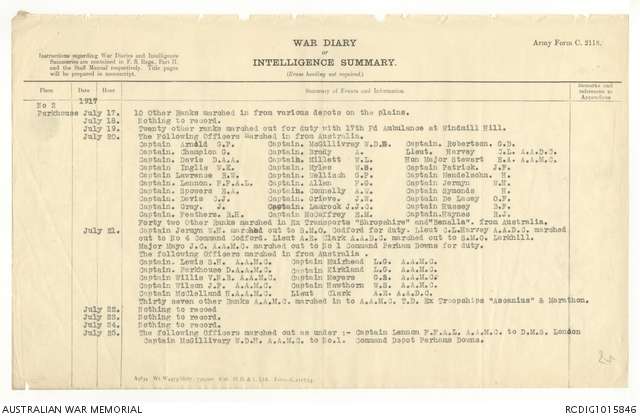 WAR DIARY
or
INTELLIGENCE SUMMARY.
(Erase heading not required.)
Army Form C. 2118.
Instructions regarding War Diaries and Intelligence
Summaries are contained in F. S. Regs., Part II.
and the Staff Manual respectively. Title pages
will be prepared in manuscript.
Place Date Hour Summary of Events and Information Remarks and references to Appendices
No 2 1917
Parkhouse July 17. 10 Other Ranks marched in from various depots on the plains.
July 18. Nothing to record.
July 19. Twenty other ranks marched out for duty with 17th Fd Ambulance at Windmill Hill.
July 20. The Following Officers Marched in from Australia.
Captain Arnold G.F. Captain. McGillivrey N.D.H. Captain. Robertson, G.D.
Captain. Champion G. Captain. Brody A. Lieut. Harvey C.L. A.A.D.C.
Captain. Davis D.A.A. Captain. Millett W.L. Hon Major Stewart H.A. A.A.M.C.
Captain Inglis W.K. Captain. Myles W.S. Captain Patrick. J.F.
Captain Lawrence H.W. Captain. Mellisch G.F. Captain Mendelsohn. H.
Captain. Lennon. F.F.A.L. Captain. Allen F.G. Captain Jermyn W.H.
Captain. Spowers H.A. Captain. Connelly A.G. Captain Symonds H.
Captain. Davis C.J. Captain. Grieve. J.N. Captain De Lacey O.F.
Captain. Gray. J. Captain. Laurock J.J.G. Captain Hussey D.F.
Captain. Feathers. R.H. Captain McCaffrey E.M. Captain.Haynes R.J.
Forty two Other Ranks marched in Ex Transports "Shropshire" and"Benalla". from Australia.
July 21. Captain Jermyn W.H. marched out to S.M.O. Codford for duty. Lieut C.L.Harvey A.A.D.C. marched
out to No 4 Command Codford. Lieut A.R. Clark A.A.D.C. marched out to S.M.O. Larkhill.
Major Mayo J.C. A.A.M.C. marched out to No 1 Command Perham Downs for duty.
The following Officers marched in from Australia .
Captain. Lewis S.H. A.A.M.C. Captain Muirhead L.G. A.A.M.C.
Captain. Parkhouse D.A.A.M.C. Captain Kirkland L.G. A.A.M.C.
Captain Willis V.N.B. A.A.M.C. Captain Meyers G.S. A.A.M.C.
Captain Wilson J.F. A.A.M.C. Captain Hawthorn W.S. A.A.M.C.
Captain McClelland H.A.A.M.C. Lieut Clark A.R. A.A.D.C.
Thirty seven other Ranks A.A.M.C. marched in to A.A.M.C. T.D. Ex Troopships "Ascanius" & Marathon.
July 22. Nothing to record
July 23. Nothing to record.
July 24. Nothing to record.
July 25. The following Officers marched out as under :- Captain Lennon F.F.A.L. A.A.M.C. to D.M.S. London
Captain McGillivary N.D.H A.A.M.C. to No.1. Command Depot Perhams Downs.
AUSTRALIAN WAR MEMORIAL
RCDIG1015846